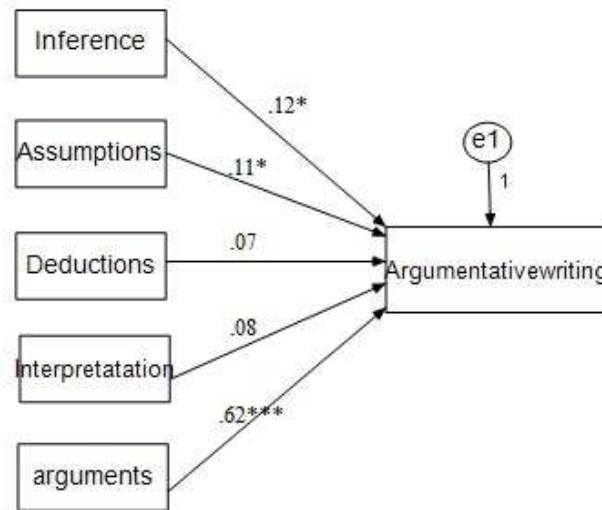 Inference
.12*
e1
Assumptions
.11*
1
Deductions
.07
Argumentativewriting
Interpretatation
.08
.62***
arguments